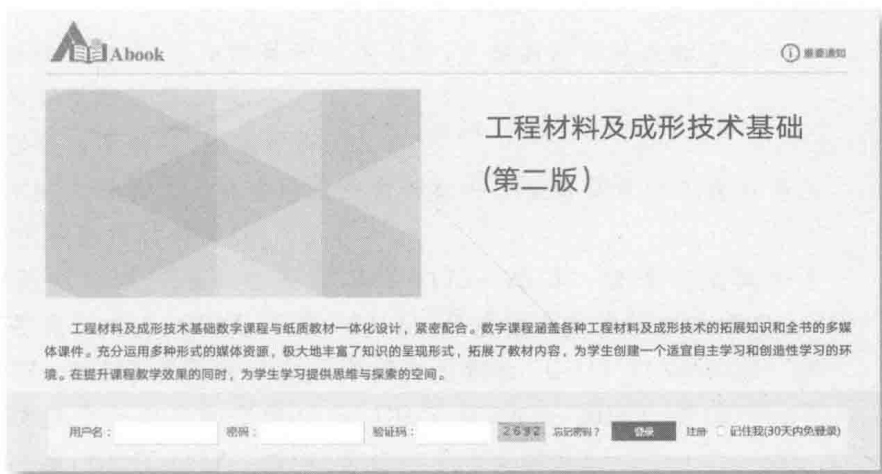 Abook
重要通知
工程材料及成形技术基础
(第二版)
工程材料及成形技术基础数字课程与纸质教材一体化设计，紧密配合。数字课程涵盖各种工程材料及成形技术的拓展知识和全书的多媒
体课件。充分运用多种形式的媒体资源，极大地丰富了知识的呈现形式，拓展了教材内容，为学生创建一个适宜自主学习和创造性学习的环
境。在提升课程教学效果的同时，为学生学习提供思维与探索的空间。
用户名： 密码： 验证码： 2692 忘记密码？ 登录 注册 记住我(30天内免登录)